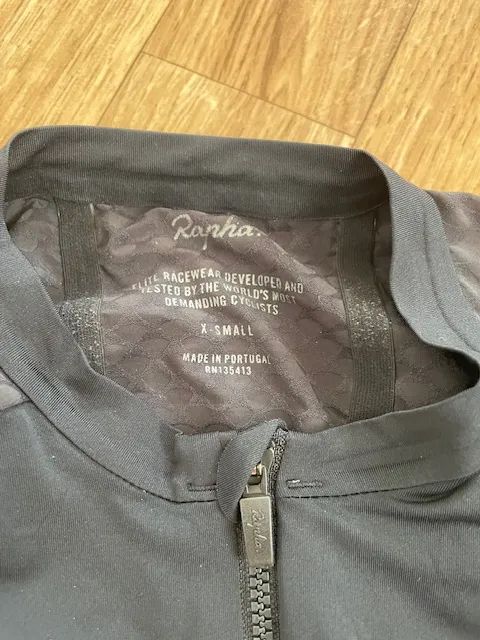 Rapha.
ELITE RACEWEAR DEVELOPED AND
TESTED BY THE WORLD'S MOST
DEMANDING CYCLISTS
X-SMALL
MADE IN PORTUGAL
RN135413
Rapha.